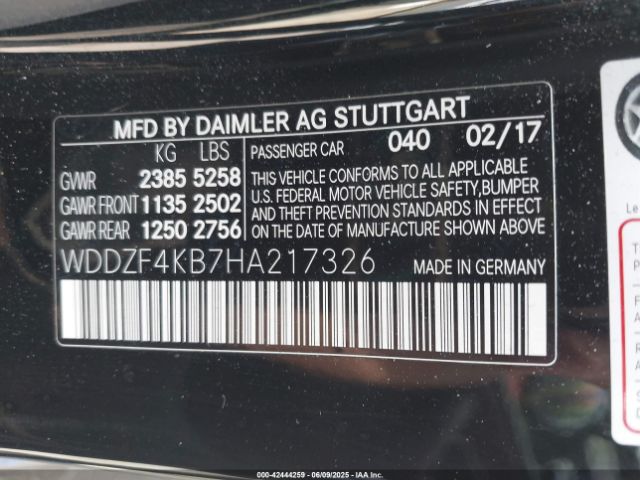 MFD BY DAIMLER AG STUTTGART
KG LBS PASSENGER CAR 040 02/17
GVWR 2385 5258
GAWR FRONT 1135 2502
GAWR REAR 1250 2756
THIS VEHICLE CONFORMS TO ALL APPLICABLE
U.S. FEDERAL MOTOR VEHICLE SAFETY, BUMPER
AND THEFT PREVENTION STANDARDS IN EFFECT
ON THE DATE OF MANUFACTURE SHOWN ABOVE
WDDZF4KB7HA217326 MADE IN GERMANY
Le
000-42444259 - 06/09/2025 - IAA Inc.